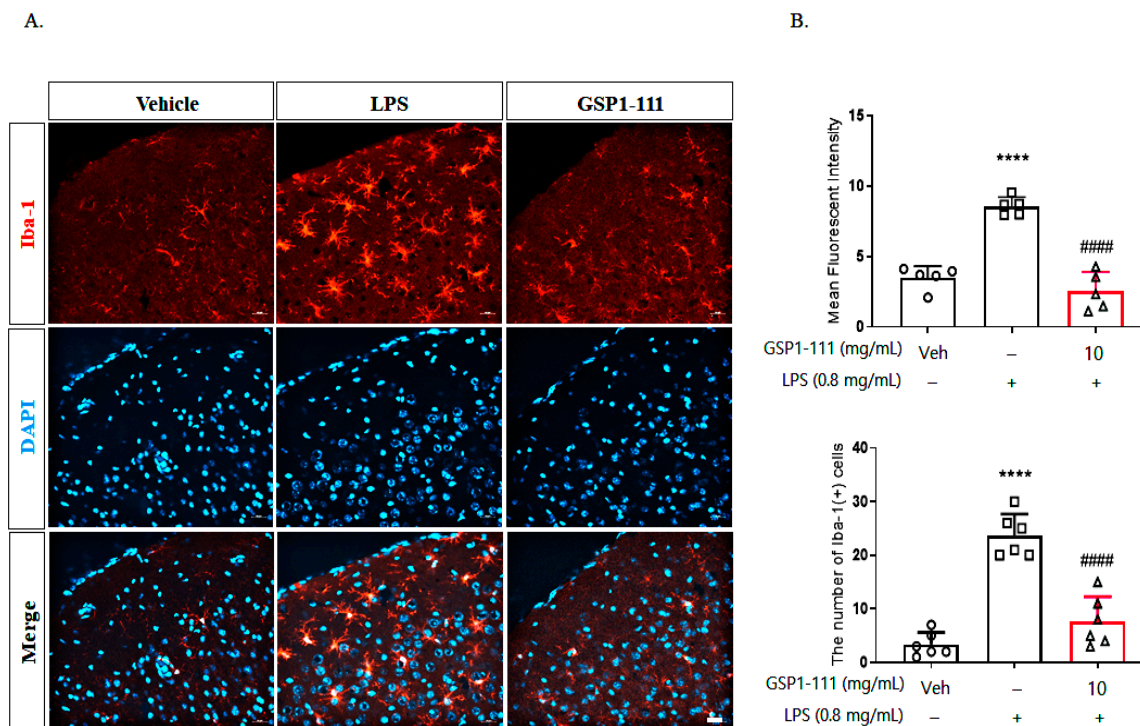 A.
B.
Vehicle LPS GSP1-111
Iba-1
DAPI
Merge
Mean Fluorescent Intensity
15
10
5
0
****
####
GSP1-111 (mg/mL) Veh – 10
LPS (0.8 mg/mL) – + +
The number of Iba-1(+) cells
40
30
20
10
0
****
####
GSP1-111 (mg/mL) Veh – 10
LPS (0.8 mg/mL) – + +